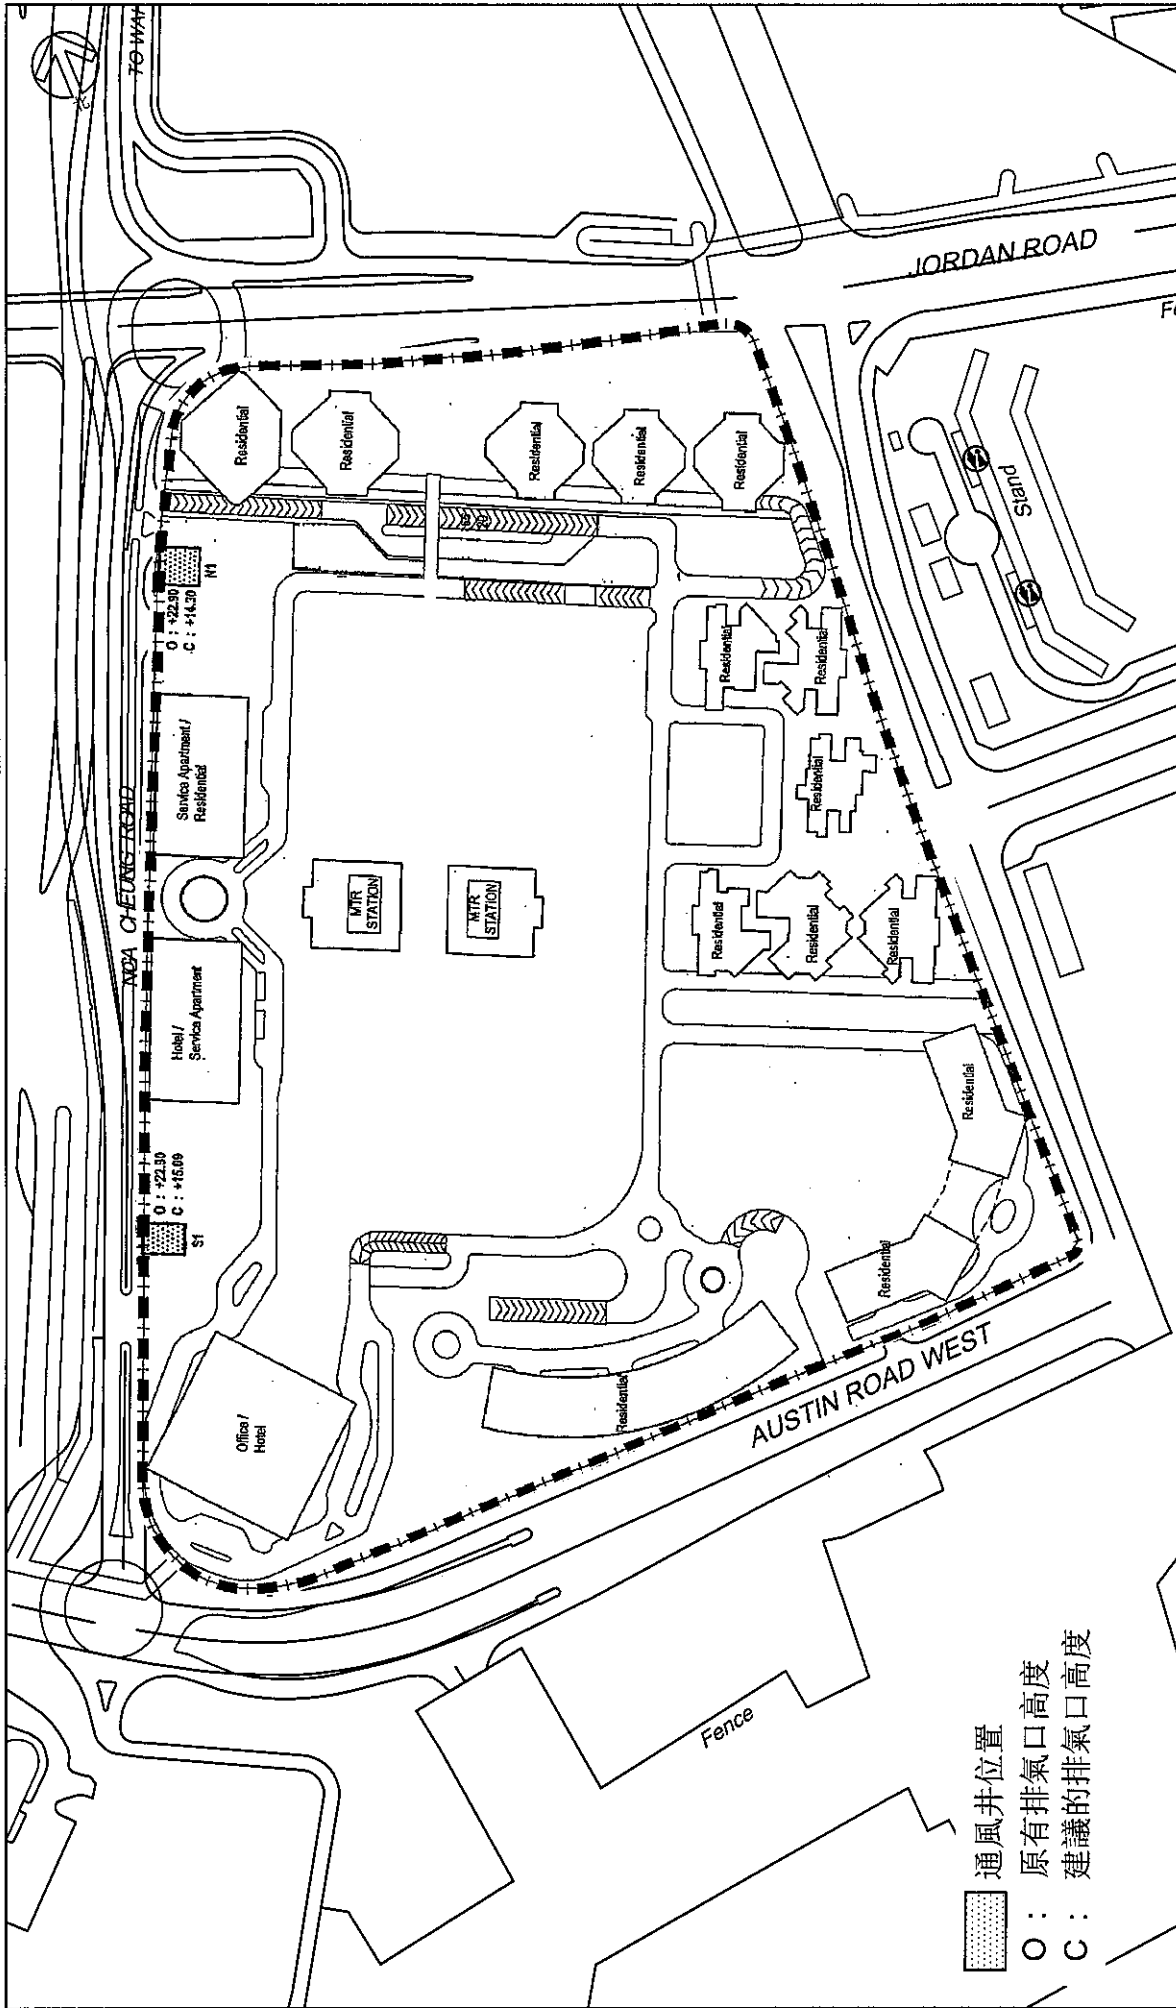 北
TO WAI
NGA CHEUNG ROAD
JORDAN ROAD
AUSTIN ROAD WEST
Residential
Residential
Residential
Residential
Residential
N1
O : +22.90
C : +14.30
Service Apartment /
Residential
Hotel /
Service Apartment
O : +22.90
C : +15.09
S1
Office /
Hotel
MTR
STATION
MTR
STATION
Residential
Residential
Residential
Residential
Residential
Residential
Residential
Residential
Residential
Stand
Fence
通風井位置
O : 原有排氣口高度
C : 建議的排氣口高度